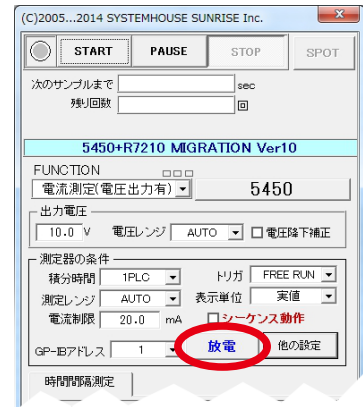 (C)2005...2014 SYSTEMHOUSE SUNRISE Inc. x
START PAUSE STOP SPOT
次のサンプルまで sec
残り回数 回
5450+R7210 MIGRATION Ver10
FUNCTION
電流測定(電圧出力有) 5450
出力電圧
10.0 V 電圧レンジ AUTO 電圧降下補正
測定器の条件
積分時間 1PLC トリガ FREE RUN
測定レンジ AUTO 表示単位 実値
電流制限 20.0 mA シーケンス動作
GP-IBアドレス 1 放電 他の設定
時間間隔測定